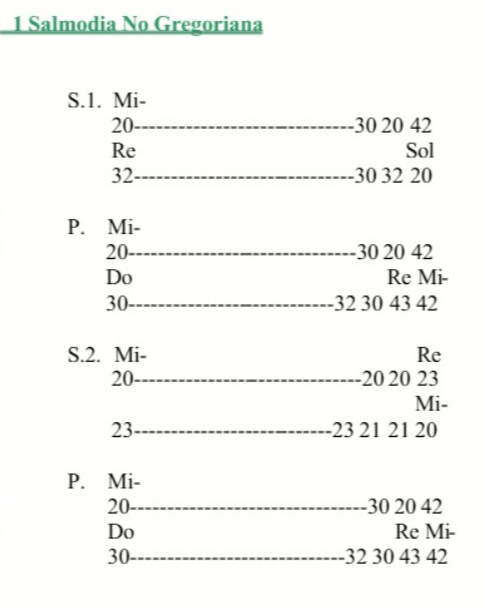 1 Salmodia No Gregoriana
S.1. Mi-
20------------------------------30 20 42
Re Sol
32------------------------------30 32 20
P. Mi-
20-------------------------------30 20 42
Do Re Mi-
30----------------------------32 30 43 42
S.2. Mi- Re
20-------------------------------20 20 23
Mi-
23---------------------------23 21 21 20
P. Mi-
20--------------------------------30 20 42
Do Re Mi-
30-----------------------------32 30 43 42